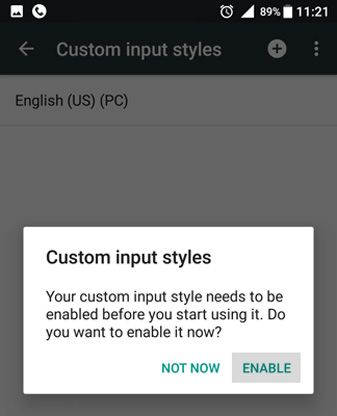 89% 11:21
Custom input styles
English (US) (PC)
Custom input styles
Your custom input style needs to be
enabled before you start using it. Do
you want to enable it now?
NOT NOW ENABLE